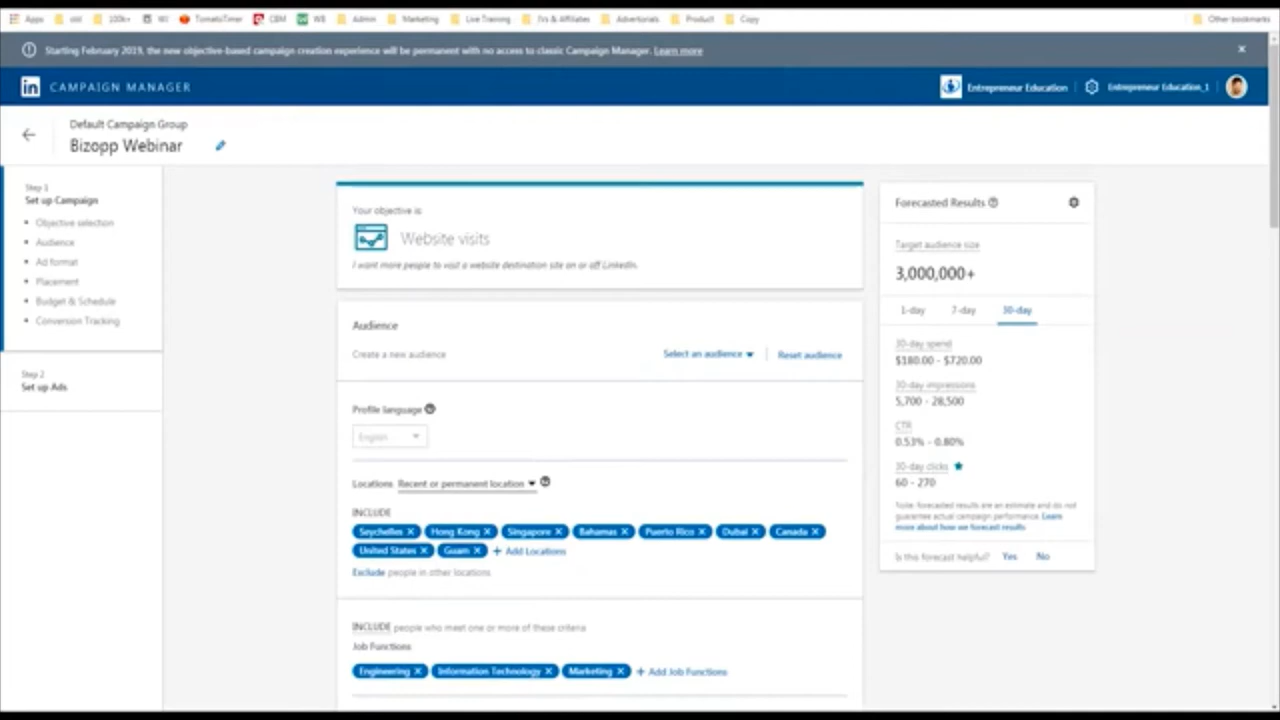 Apps
old
100k+
W/
TomatoTimer
CBM
WB
Admin
Marketing
Live Training
JVs & Affiliates
Advertorials
Product
Copy
Other bookmarks
Starting February 2019, the new objective-based campaign creation experience will be permanent with no access to classic Campaign Manager. Learn more
in CAMPAIGN MANAGER
Entrepreneur Education
Entrepreneur Education_1
Default Campaign Group
Bizopp Webinar
Step 1
Set up Campaign
Objective selection
Audience
Ad format
Placement
Budget & Schedule
Conversion Tracking
Step 2
Set up Ads
Your objective is
Website visits
I want more people to visit a website destination site on or off LinkedIn.
Audience
Create a new audience
Select an audience
Reset audience
Profile language
English
Locations Recent or permanent location
INCLUDE
Seychelles Hong Kong Singapore Bahamas Puerto Rico Dubai Canada
United States Guam + Add Locations
Exclude people in other locations
INCLUDE people who meet one or more of these criteria
Job Functions
Engineering Information Technology Marketing + Add Job Functions
Forecasted Results
Target audience size
3,000,000+
1-day 7-day 30-day
30-day spend
$180.00 - $720.00
30-day impressions
5,700 - 28,500
CTR
0.53% - 0.80%
30-day clicks
60 - 270
Note: forecasted results are an estimate and do not
guarantee actual campaign performance. Learn
more about how we forecast results
Is this forecast helpful? Yes No